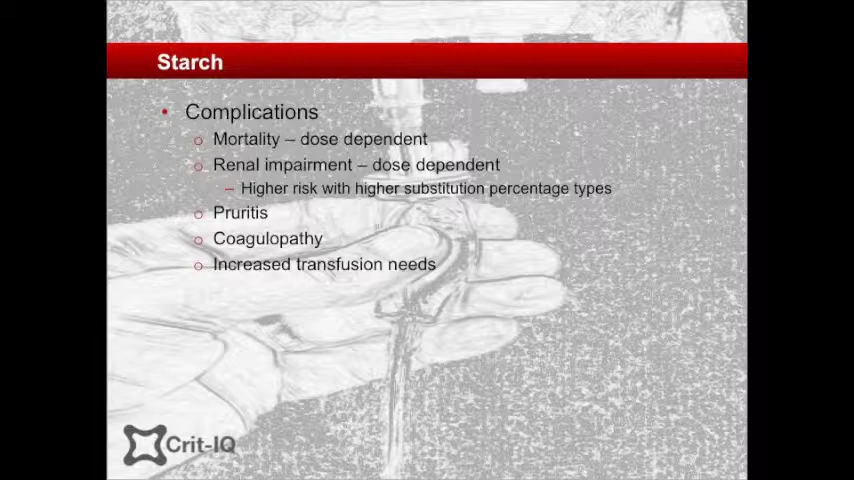 Starch
• Complications
o Mortality – dose dependent
o Renal impairment – dose dependent
– Higher risk with higher substitution percentage types
o Pruritis
o Coagulopathy
o Increased transfusion needs
Crit-IQ